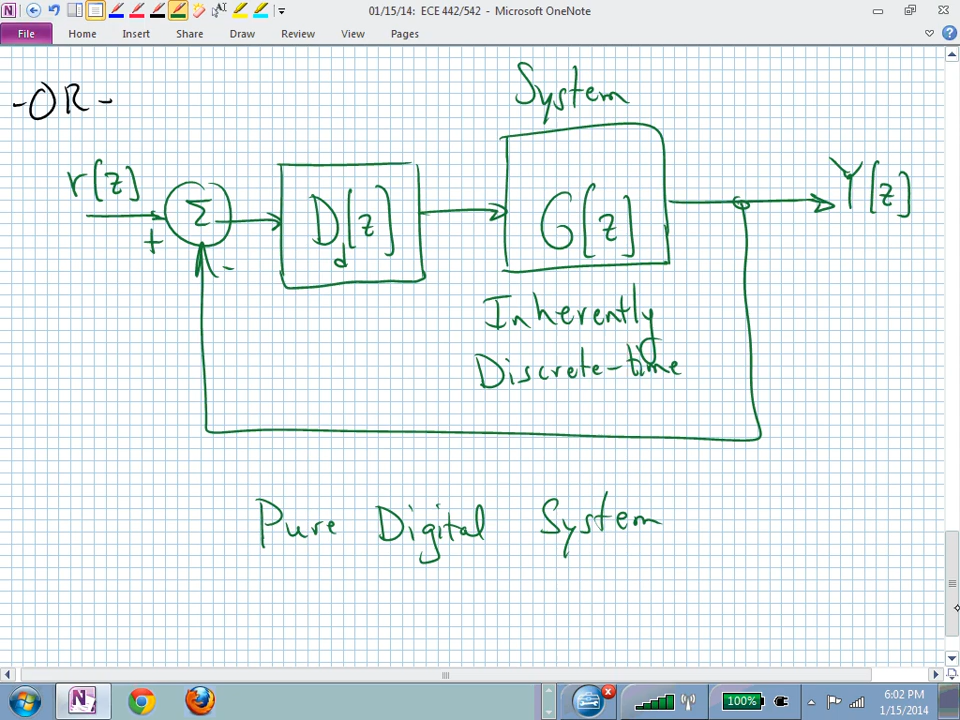 01/15/14: ECE 442/542 - Microsoft OneNote
File Home Insert Share Draw Review View Pages
-OR-
System
r[z] + Σ - D_d[z] G[z] Y[z]
Inherently
Discrete-time
Pure Digital System
100%
6:02 PM
1/15/2014